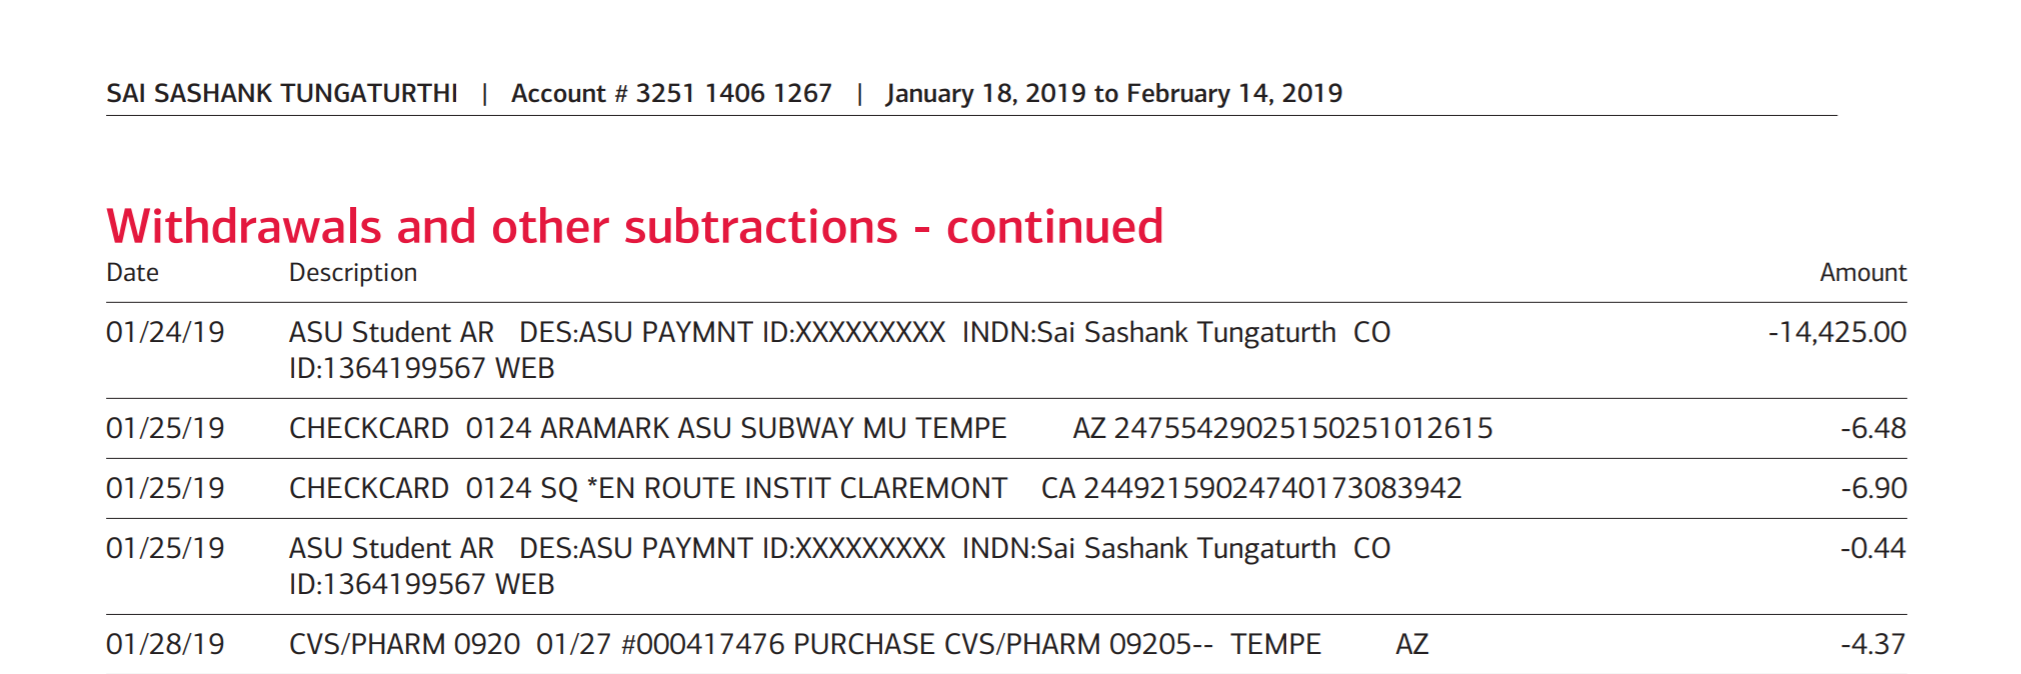 SAI SASHANK TUNGATURTHI | Account # 3251 1406 1267 | January 18, 2019 to February 14, 2019
Withdrawals and other subtractions - continued
Date Description Amount
01/24/19 ASU Student AR DES:ASU PAYMNT ID:XXXXXXXXX INDN:Sai Sashank Tungaturth CO -14,425.00
ID:1364199567 WEB
01/25/19 CHECKCARD 0124 ARAMARK ASU SUBWAY MU TEMPE AZ 24755429025150251012615 -6.48
01/25/19 CHECKCARD 0124 SQ *EN ROUTE INSTIT CLAREMONT CA 24492159024740173083942 -6.90
01/25/19 ASU Student AR DES:ASU PAYMNT ID:XXXXXXXXX INDN:Sai Sashank Tungaturth CO -0.44
ID:1364199567 WEB
01/28/19 CVS/PHARM 0920 01/27 #000417476 PURCHASE CVS/PHARM 09205-- TEMPE AZ -4.37